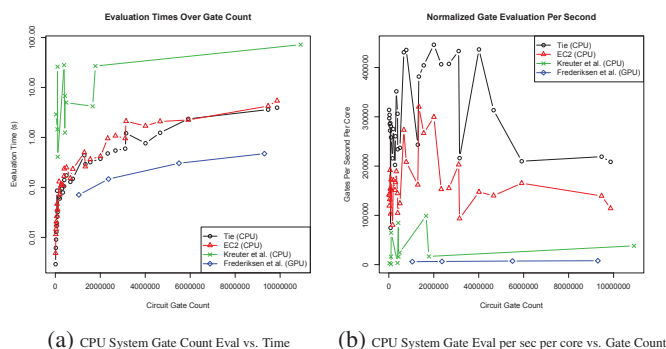 Evaluation Times Over Gate Count
Evaluation Time (s)
100.00
10.00
1.00
0.10
0.01
Tie (CPU)
EC2 (CPU)
Kreuter et al. (CPU)
Frederiksen et al. (GPU)
0
2000000
4000000
6000000
8000000
10000000
Circuit Gate Count
(a) CPU System Gate Count Eval vs. Time
Normalized Gate Evaluation Per Second
Gates Per Second Per Core
400000
300000
200000
100000
0
Tie (CPU)
EC2 (CPU)
Kreuter et al. (CPU)
Frederiksen et al. (GPU)
0
2000000
4000000
6000000
8000000
10000000
Circuit Gate Count
(b) CPU System Gate Eval per sec per core vs. Gate Count